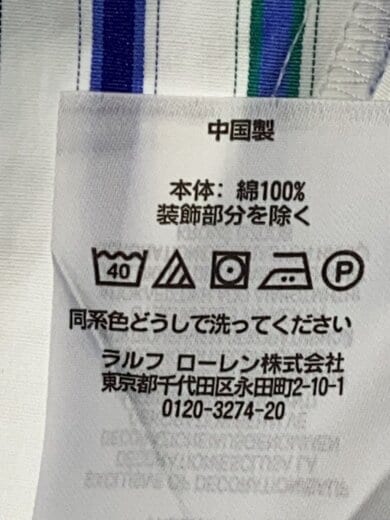 中国製
本体: 綿100%
装飾部分を除く
40 P
同系色どうしで洗ってください
ラルフ ローレン株式会社
東京都千代田区永田町2-10-1
0120-3274-20